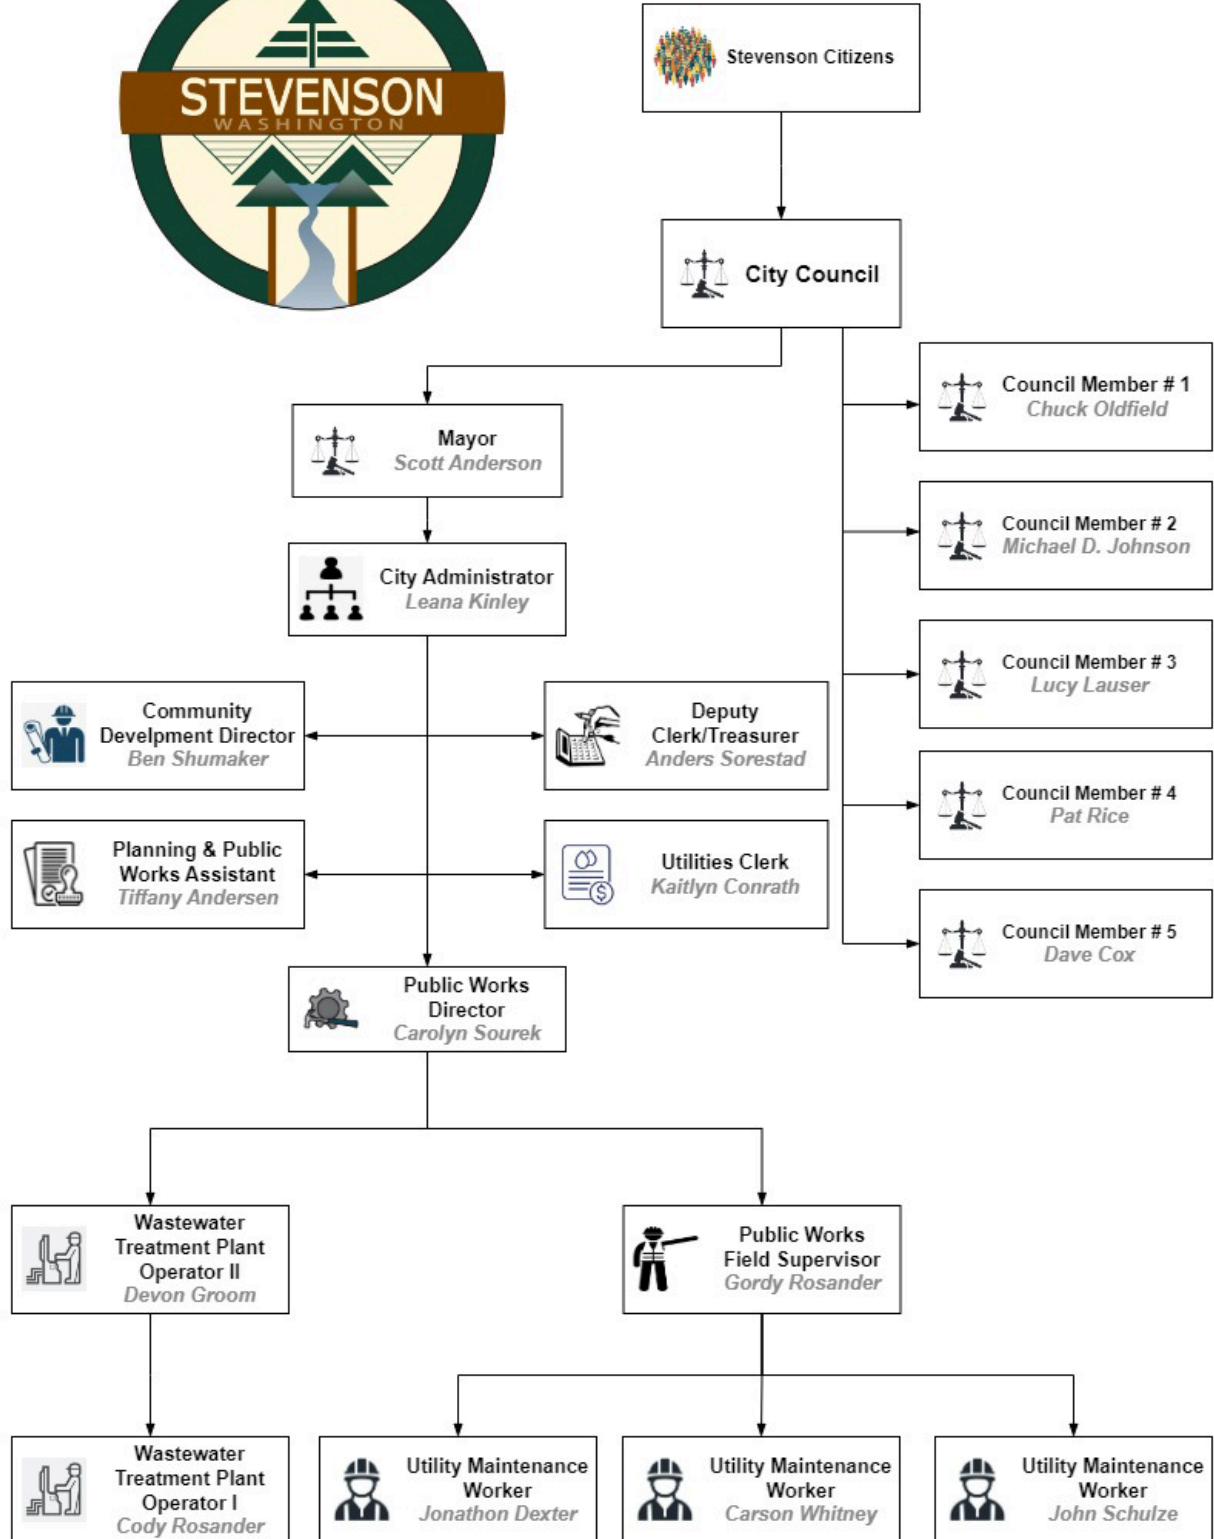 STEVENSON
WASHINGTON
Stevenson Citizens
City Council
Council Member # 1
Chuck Oldfield
Mayor
Scott Anderson
Council Member # 2
Michael D. Johnson
City Administrator
Leana Kinley
Council Member # 3
Lucy Lauser
Community
Develpment Director
Ben Shumaker
Deputy
Clerk/Treasurer
Anders Sorestad
Council Member # 4
Pat Rice
Planning & Public
Works Assistant
Tiffany Andersen
Utilities Clerk
Kaitlyn Conrath
Council Member # 5
Dave Cox
Public Works
Director
Carolyn Sourek
Wastewater
Treatment Plant
Operator II
Devon Groom
Public Works
Field Supervisor
Gordy Rosander
Wastewater
Treatment Plant
Operator I
Cody Rosander
Utility Maintenance
Worker
Jonathon Dexter
Utility Maintenance
Worker
Carson Whitney
Utility Maintenance
Worker
John Schulze